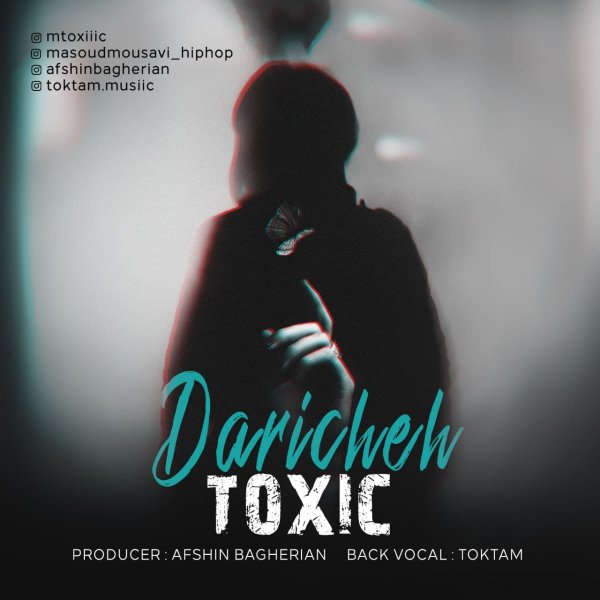 mtoxiiic
masoudmousavi_hiphop
afshinbagherian
toktam.musiic
Daricheh
TOXIC
PRODUCER : AFSHIN BAGHERIAN BACK VOCAL : TOKTAM